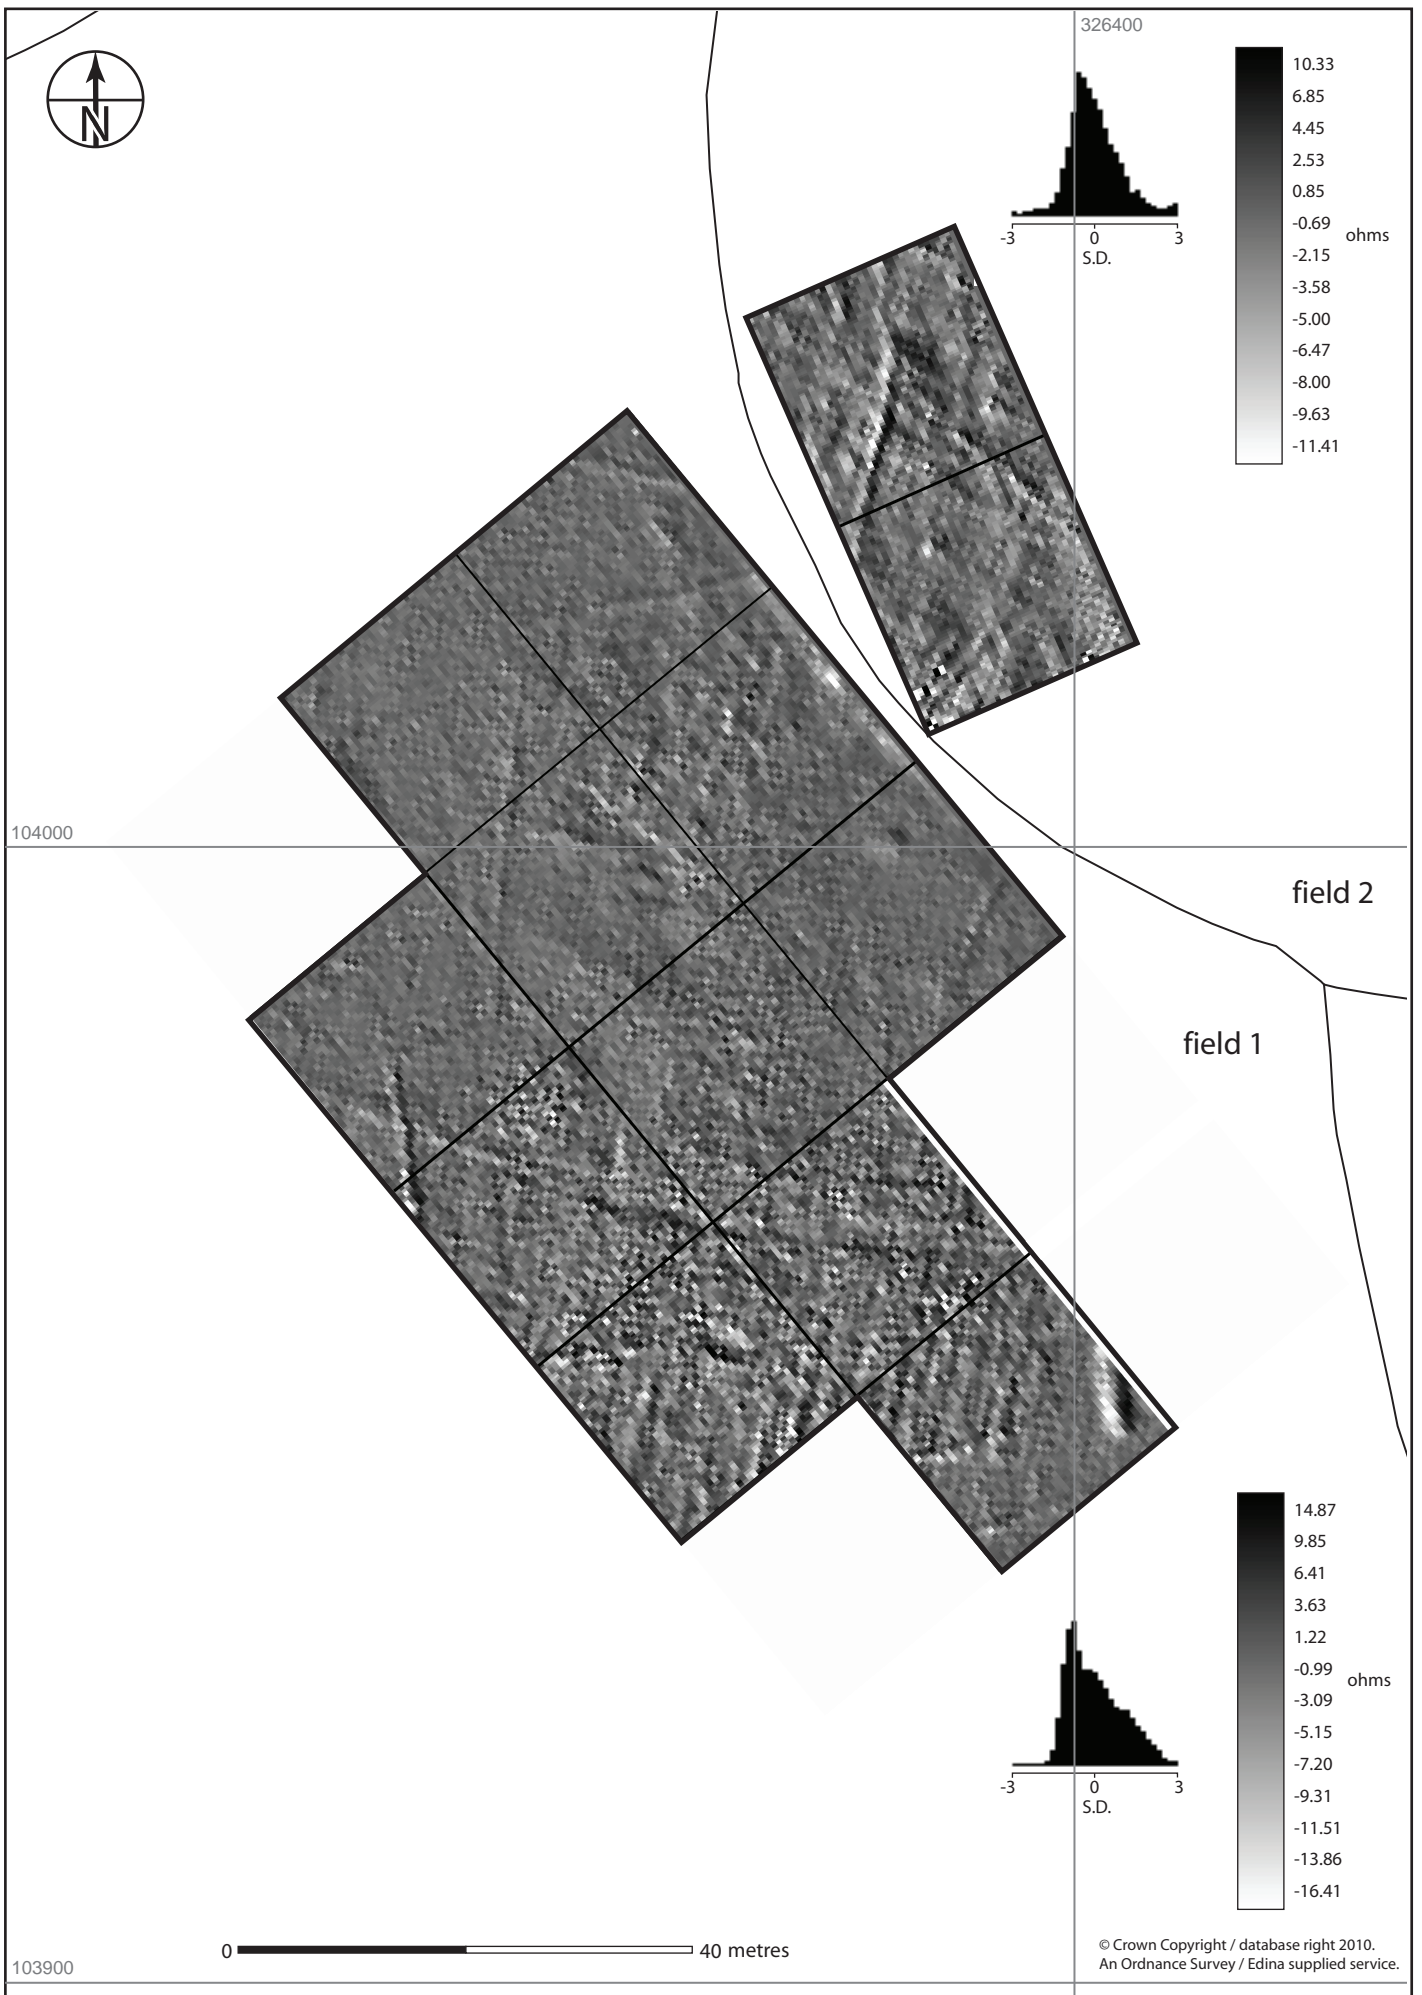 326400
N
10.33
6.85
4.45
2.53
0.85
-0.69
-2.15
-3.58
-5.00
-6.47
-8.00
-9.63
-11.41
ohms
-3 0 3
S.D.
104000
field 2
field 1
14.87
9.85
6.41
3.63
1.22
-0.99
-3.09
-5.15
-7.20
-9.31
-11.51
-13.86
-16.41
ohms
-3 0 3
S.D.
0 40 metres
© Crown Copyright / database right 2010.
An Ordnance Survey / Edina supplied service.
103900